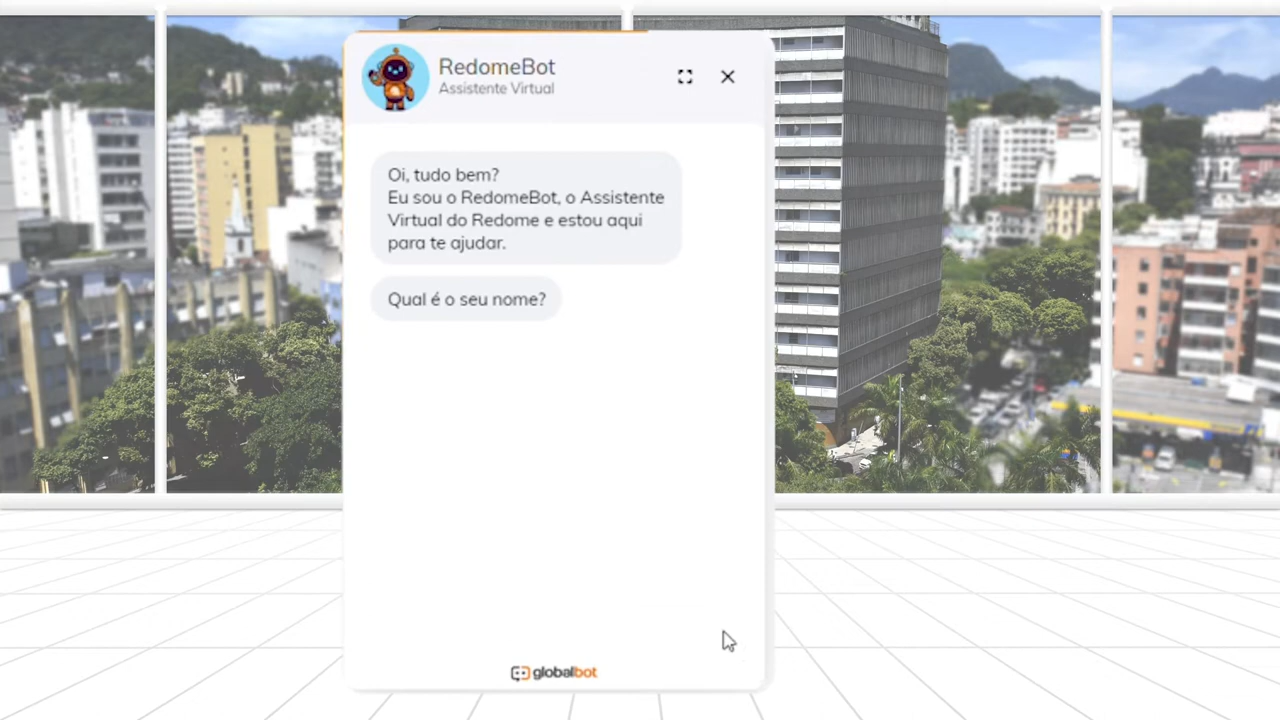 RedomeBot
Assistente Virtual
Oi, tudo bem?
Eu sou o RedomeBot, o Assistente
Virtual do Redome e estou aqui
para te ajudar.
Qual é o seu nome?
globalbot